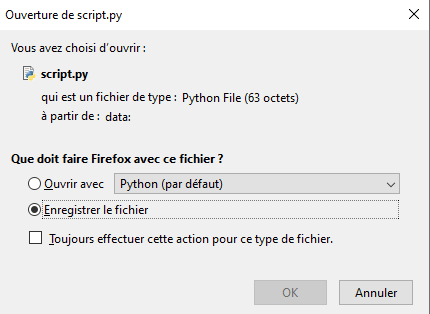 Ouverture de script.py
Vous avez choisi d’ouvrir :
script.py
qui est un fichier de type : Python File (63 octets)
à partir de : data:
Que doit faire Firefox avec ce fichier ?
Ouvrir avec Python (par défaut)
Enregistrer le fichier
Toujours effectuer cette action pour ce type de fichier.
OK Annuler